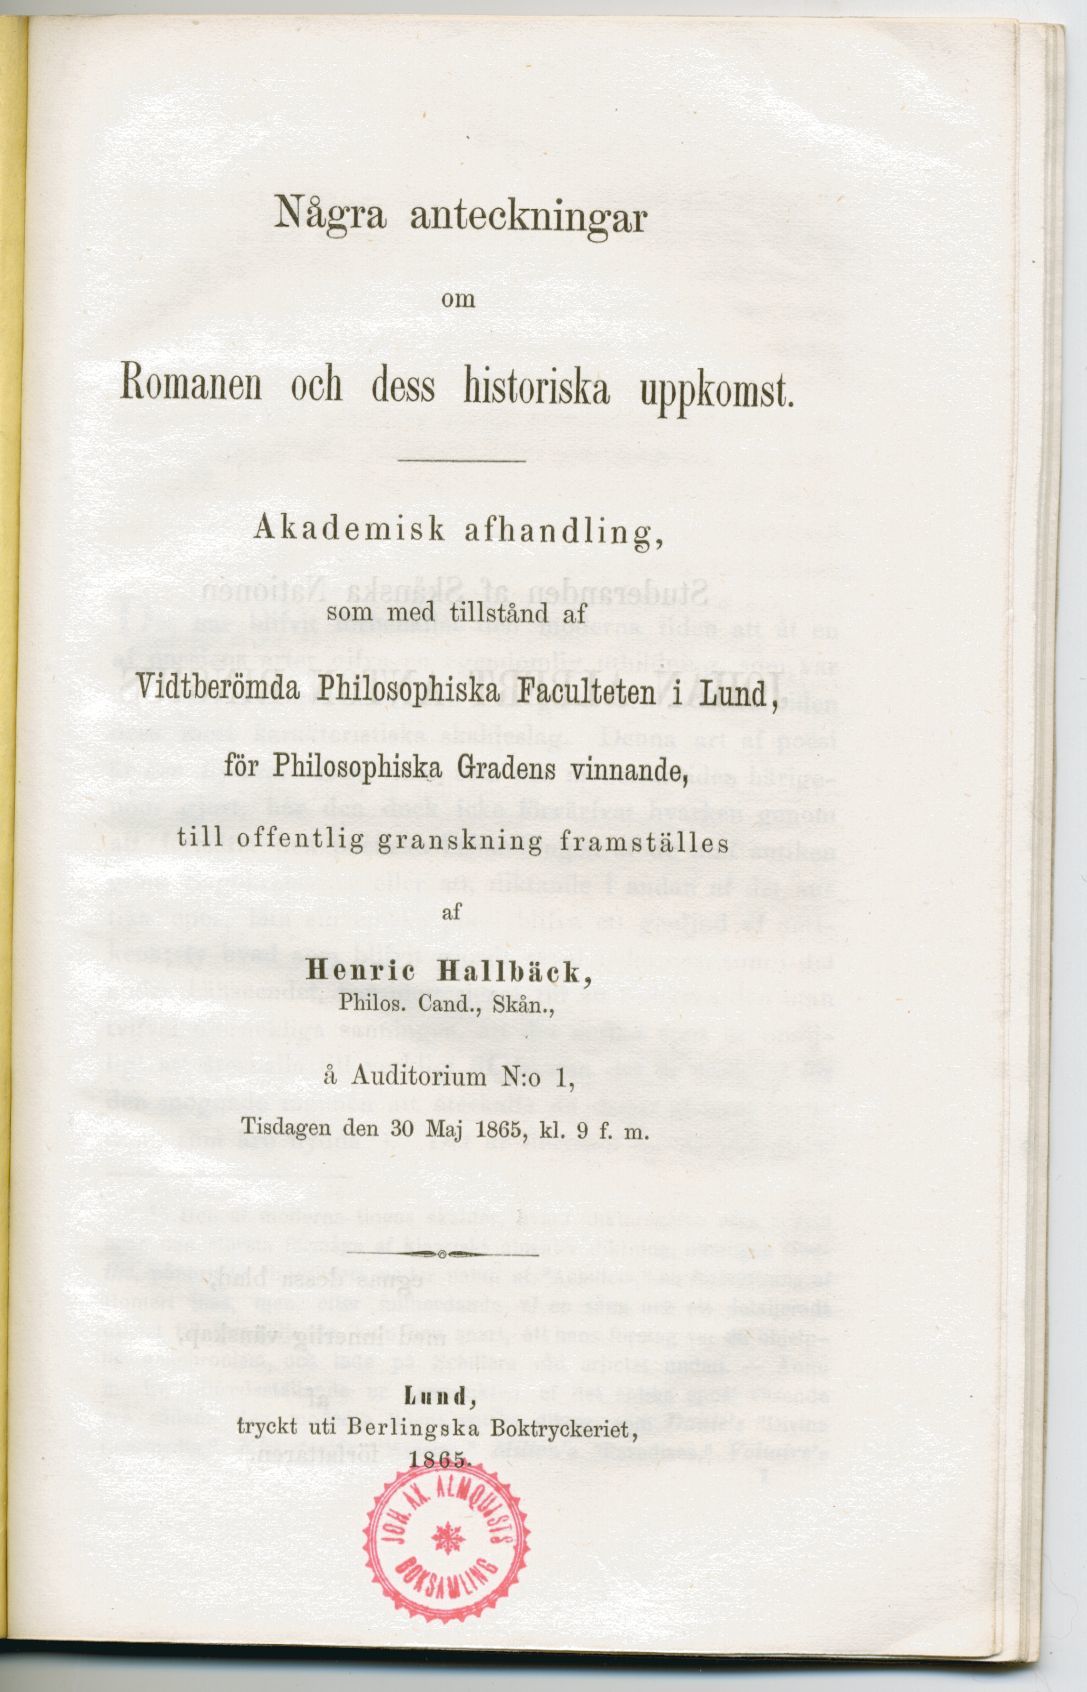 Några anteckningar
om
Romanen och dess historiska uppkomst.
Akademisk afhandling,
som med tillstånd af
Vidtberömda Philosophiska Faculteten i Lund,
för Philosophiska Gradens vinnande,
till offentlig granskning framställes
af
Henric Hallbäck,
Philos. Cand., Skån.,
å Auditorium N:o 1,
Tisdagen den 30 Maj 1865, kl. 9 f. m.
Lund,
tryckt uti Berlingska Boktryckeriet,
1865.
JOH. AX. ALMQUISTS
BOKSAMLING